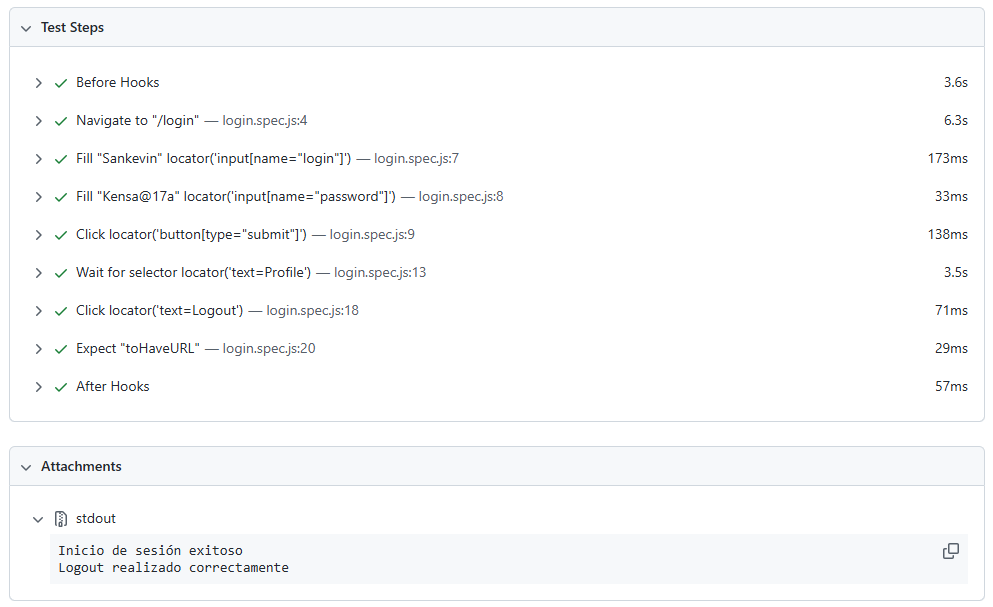 Test Steps
Before Hooks 3.6s
Navigate to "/login" — login.spec.js:4 6.3s
Fill "Sankevin" locator('input[name="login"]') — login.spec.js:7 173ms
Fill "Kensa@17a" locator('input[name="password"]') — login.spec.js:8 33ms
Click locator('button[type="submit"]') — login.spec.js:9 138ms
Wait for selector locator('text=Profile') — login.spec.js:13 3.5s
Click locator('text=Logout') — login.spec.js:18 71ms
Expect "toHaveURL" — login.spec.js:20 29ms
After Hooks 57ms
Attachments
stdout
Inicio de sesión exitoso
Logout realizado correctamente